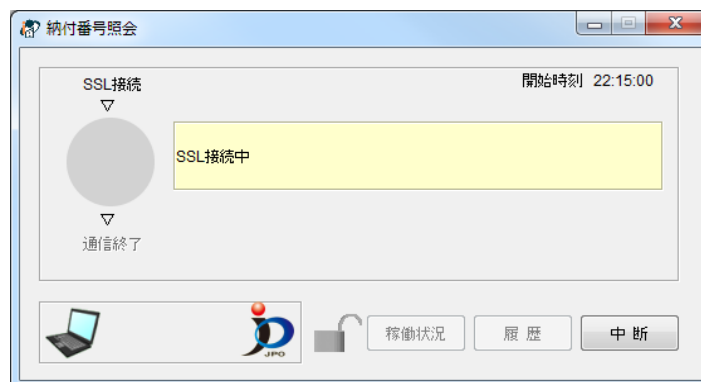 納付番号照会
SSL接続
開始時刻 22:15:00
▽
SSL接続中
▽
通信終了
JPO
稼働状況
履 歴
中 断